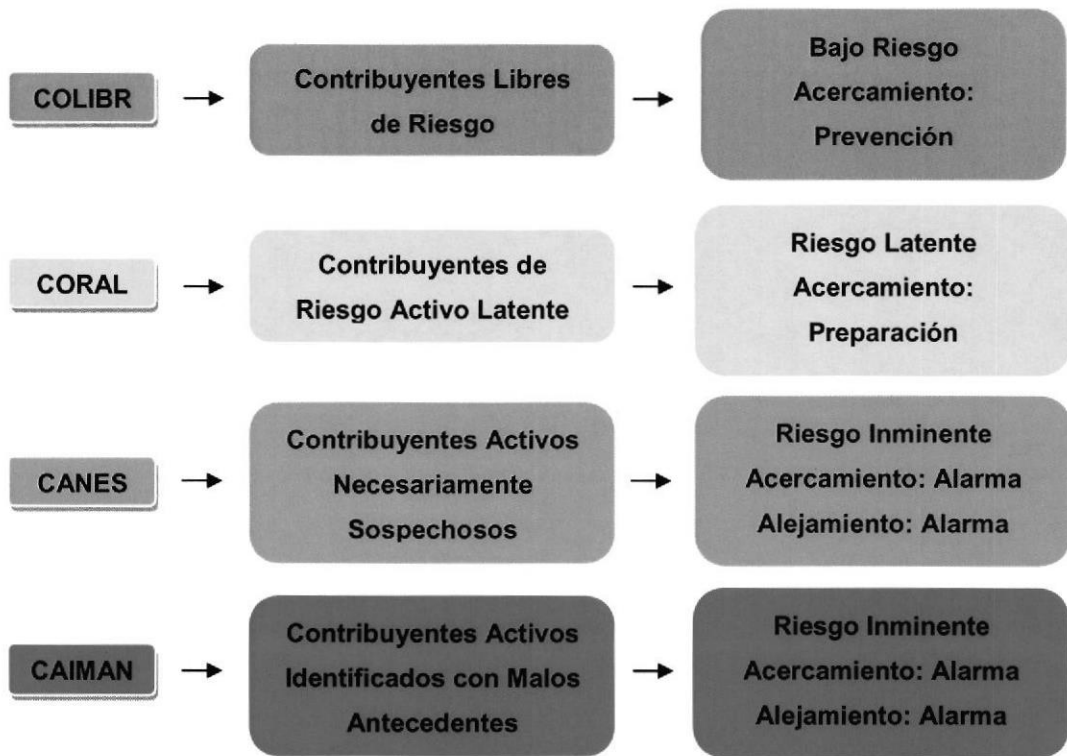 COLIBR
Contribuyentes Libres
de Riesgo
Bajo Riesgo
Acercamiento:
Prevención
CORAL
Contribuyentes de
Riesgo Activo Latente
Riesgo Latente
Acercamiento:
Preparación
CANES
Contribuyentes Activos
Necesariamente
Sospechosos
Riesgo Inminente
Acercamiento: Alarma
Alejamiento: Alarma
CAIMAN
Contribuyentes Activos
Identificados con Malos
Antecedentes
Riesgo Inminente
Acercamiento: Alarma
Alejamiento: Alarma